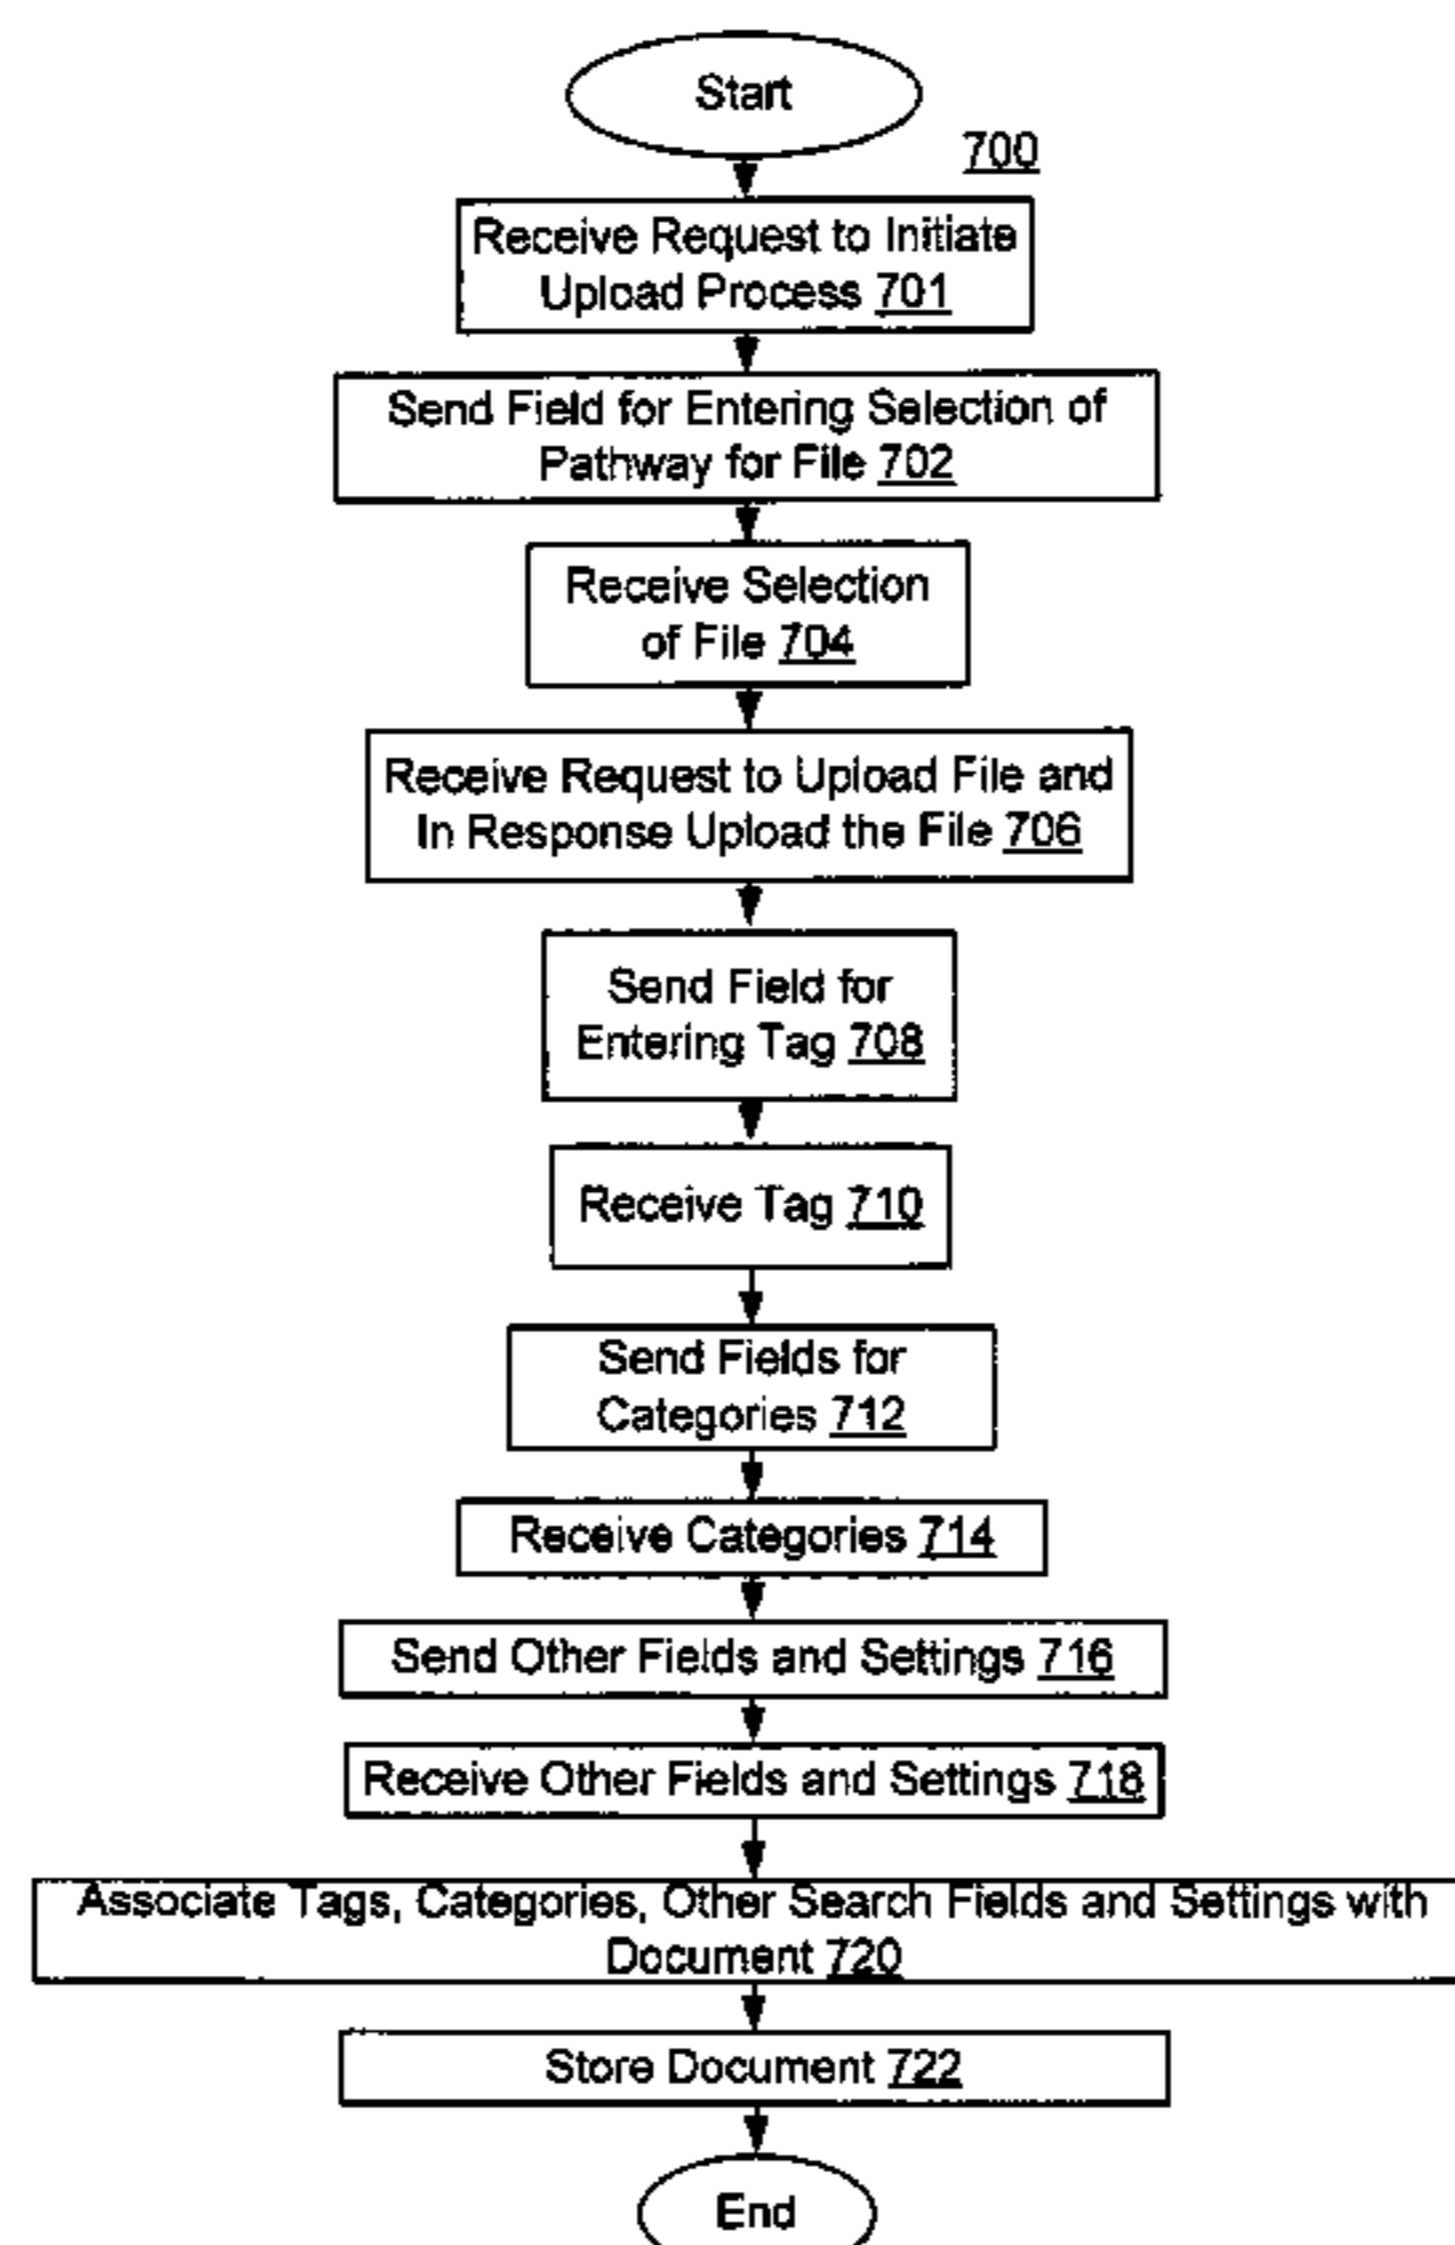 Start
700
Receive Request to Initiate
Upload Process 701
Send Field for Entering Selection of
Pathway for File 702
Receive Selection
of File 704
Receive Request to Upload File and
In Response Upload the File 706
Send Field for
Entering Tag 708
Receive Tag 710
Send Fields for
Categories 712
Receive Categories 714
Send Other Fields and Settings 716
Receive Other Fields and Settings 718
Associate Tags, Categories, Other Search Fields and Settings with
Document 720
Store Document 722
End